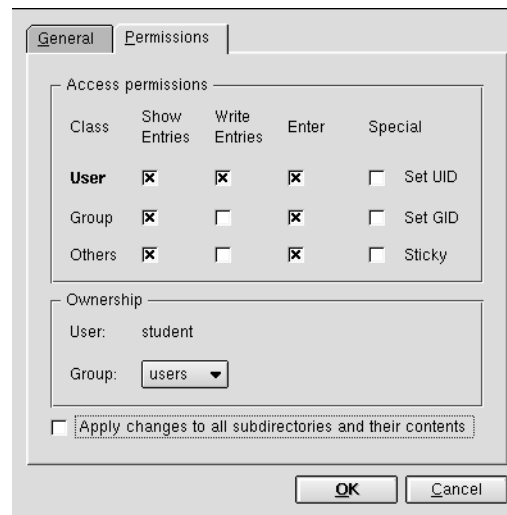 General Permissions
Access permissions
Class Show Entries Write Entries Enter Special
User Set UID
Group Set GID
Others Sticky
Ownership
User: student
Group: users
Apply changes to all subdirectories and their contents
OK Cancel